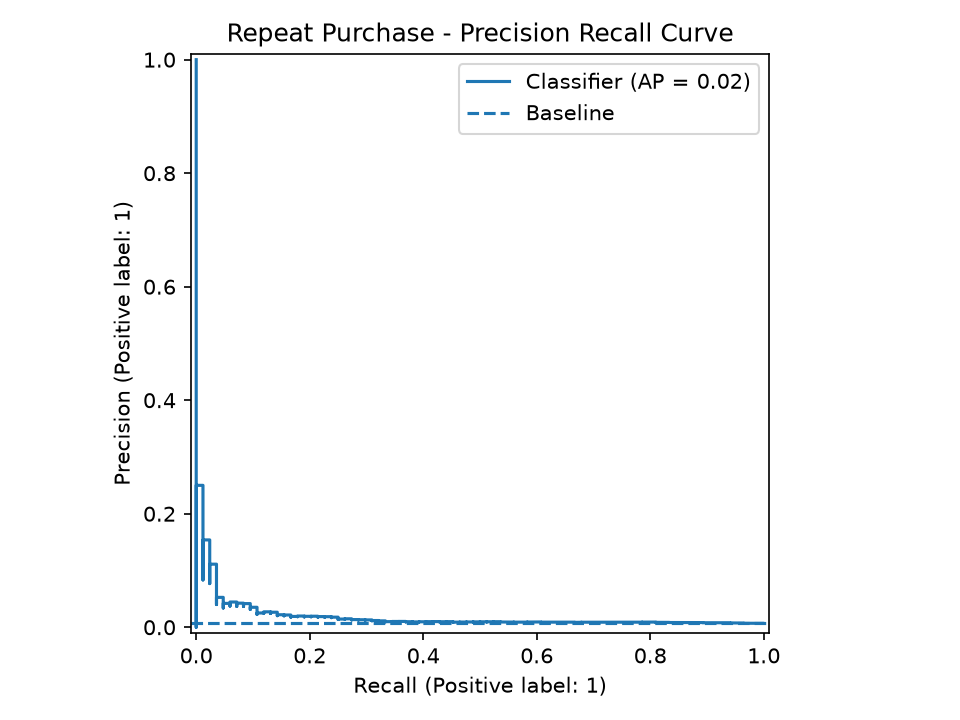 Repeat Purchase - Precision Recall Curve
Classifier (AP = 0.02)
Baseline
Precision (Positive label: 1)
1.0
0.8
0.6
0.4
0.2
0.0
0.0 0.2 0.4 0.6 0.8 1.0
Recall (Positive label: 1)